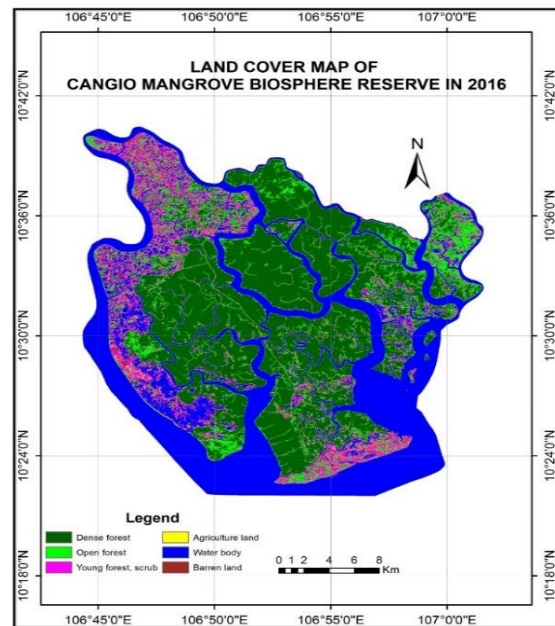 106°45'0"E 106°50'0"E 106°55'0"E 107°0'0"E
LAND COVER MAP OF
CANGIO MANGROVE BIOSPHERE RESERVE IN 2016
10°42'0"N 10°42'0"N
N
10°36'0"N 10°36'0"N
10°30'0"N 10°30'0"N
10°24'0"N 10°24'0"N
Legend
Dense forest Agriculture land
Open forest Water body
Young forest, scrub Barren land
0 1 2 4 6 8
Km
10°18'0"N 10°18'0"N
106°45'0"E 106°50'0"E 106°55'0"E 107°0'0"E